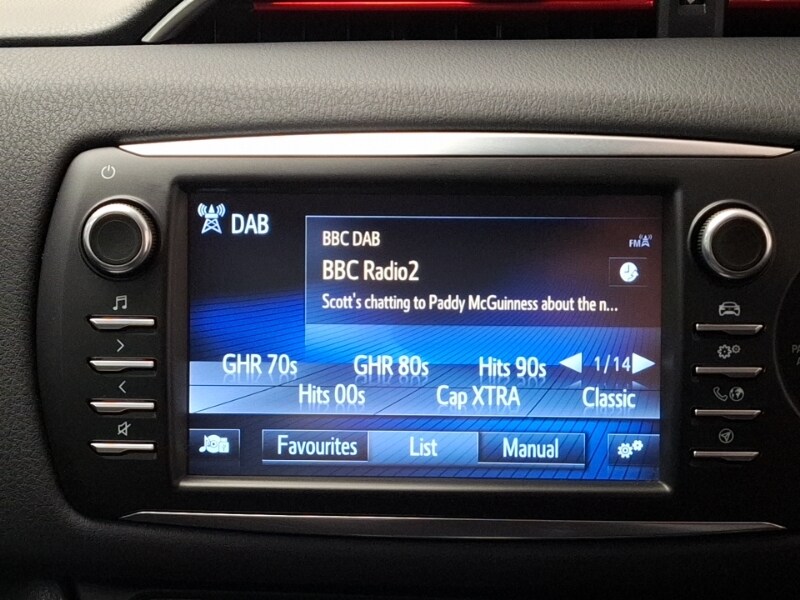 DAB
BBC DAB
FM
BBC Radio2
Scott's chatting to Paddy McGuinness about the n...
GHR 70s GHR 80s Hits 90s 1/14
Hits 00s Cap XTRA Classic
Favourites List Manual